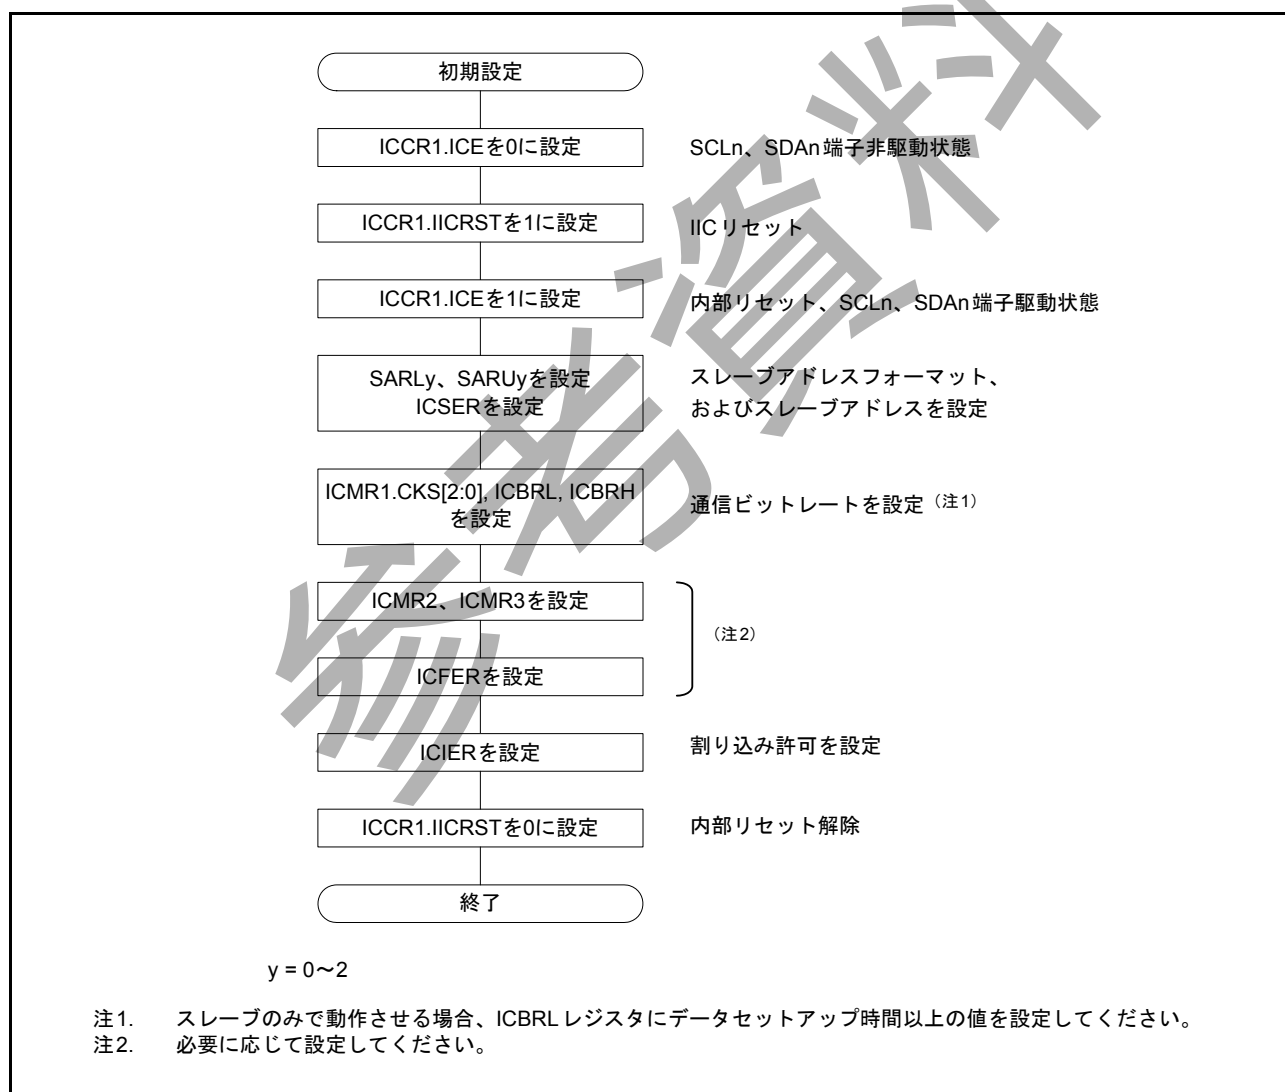 初期設定
ICCR1.ICEを0に設定
SCLn、SDAn端子非駆動状態
ICCR1.IICRSTを1に設定
IICリセット
ICCR1.ICEを1に設定
内部リセット、SCLn、SDAn端子駆動状態
SARLy、SARUyを設定
ICSERを設定
スレーブアドレスフォーマット、
およびスレーブアドレスを設定
ICMR1.CKS[2:0], ICBRL, ICBRH
を設定
通信ビットレートを設定（注1）
ICMR2、ICMR3を設定
（注2）
ICFERを設定
ICIERを設定
割り込み許可を設定
ICCR1.IICRSTを0に設定
内部リセット解除
終了
y = 0～2
注1. スレーブのみで動作させる場合、ICBRLレジスタにデータセットアップ時間以上の値を設定してください。
注2. 必要に応じて設定してください。
参考資料